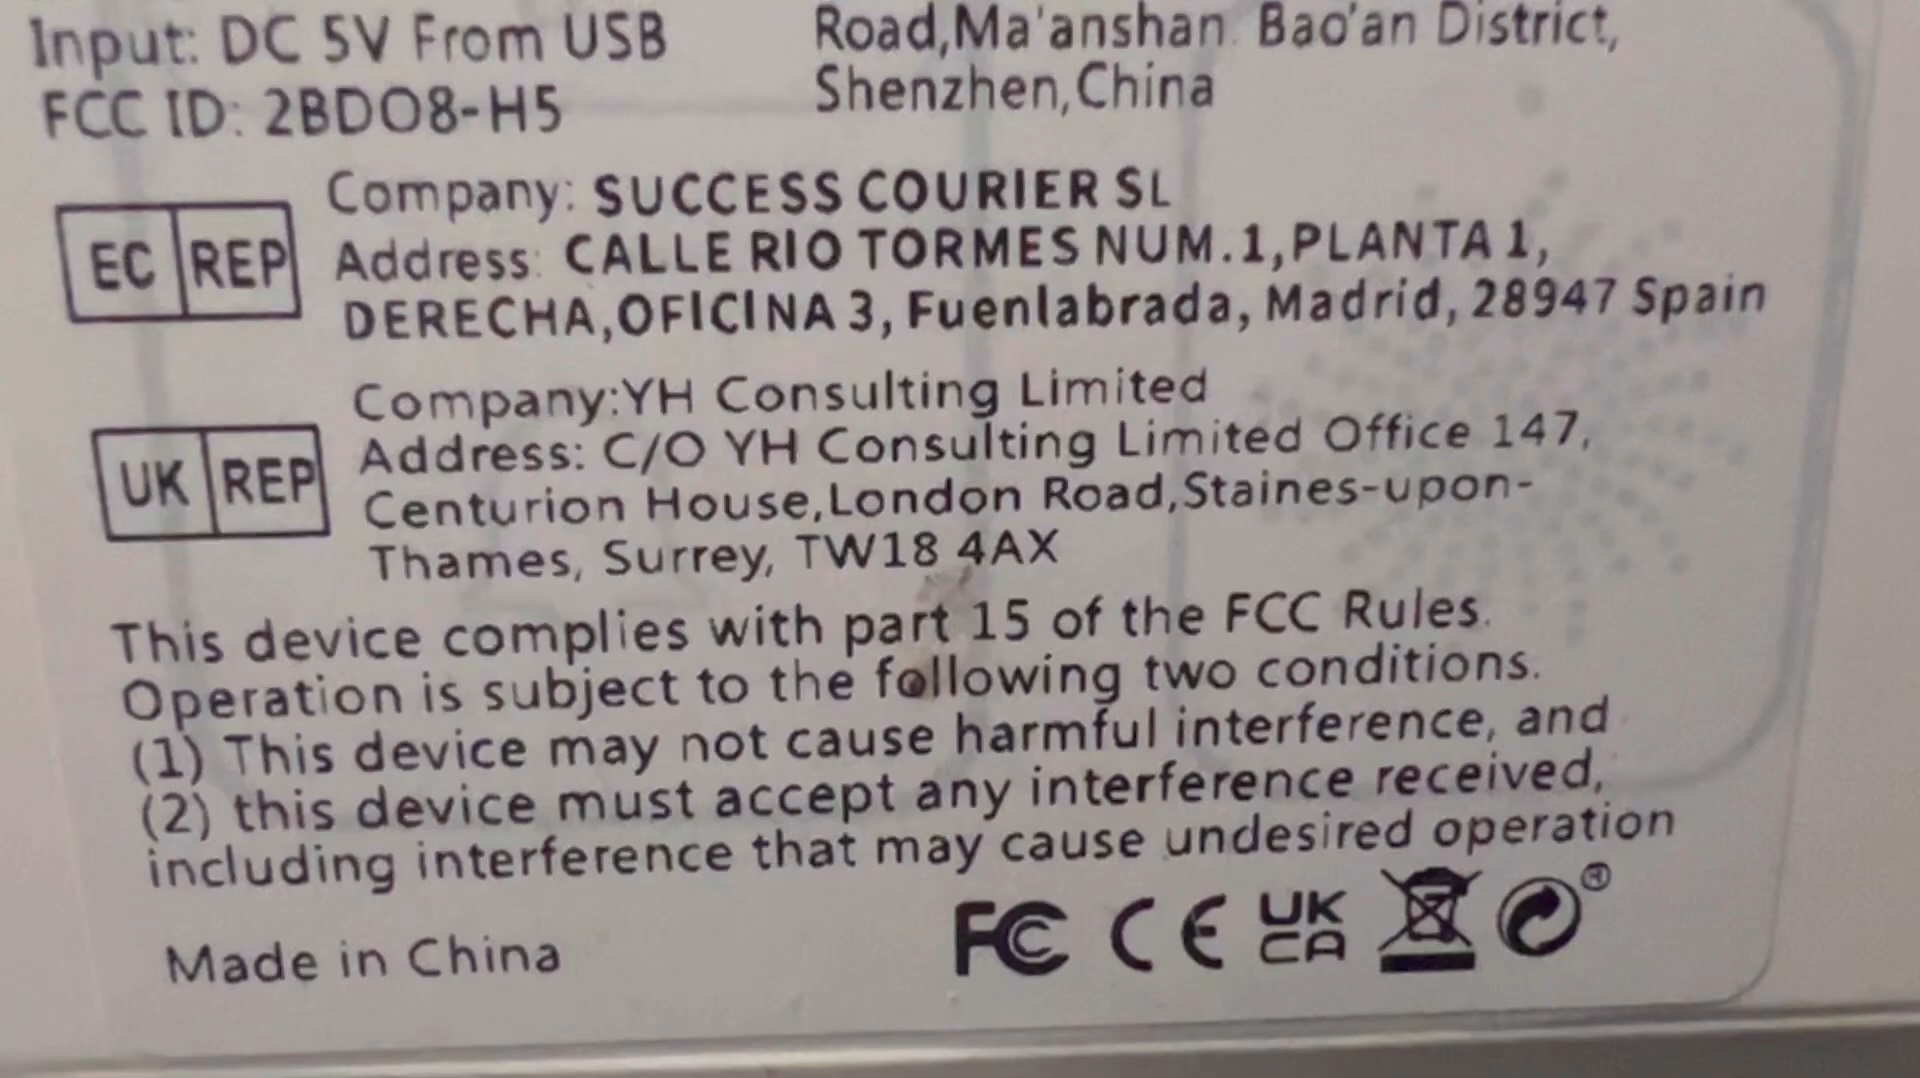 Input: DC 5V From USB
FCC ID: 2BDO8-H5
Road,Ma'anshan. Bao'an District,
Shenzhen,China
EC REP
Company: SUCCESS COURIER SL
Address: CALLE RIO TORMES NUM.1,PLANTA 1,
DERECHA,OFICINA 3, Fuenlabrada, Madrid, 28947 Spain
UK REP
Company:YH Consulting Limited
Address: C/O YH Consulting Limited Office 147,
Centurion House,London Road,Staines-upon-
Thames, Surrey, TW18 4AX
This device complies with part 15 of the FCC Rules.
Operation is subject to the following two conditions.
(1) This device may not cause harmful interference, and
(2) this device must accept any interference received,
including interference that may cause undesired operation
Made in China
FC CE UK
CA ®